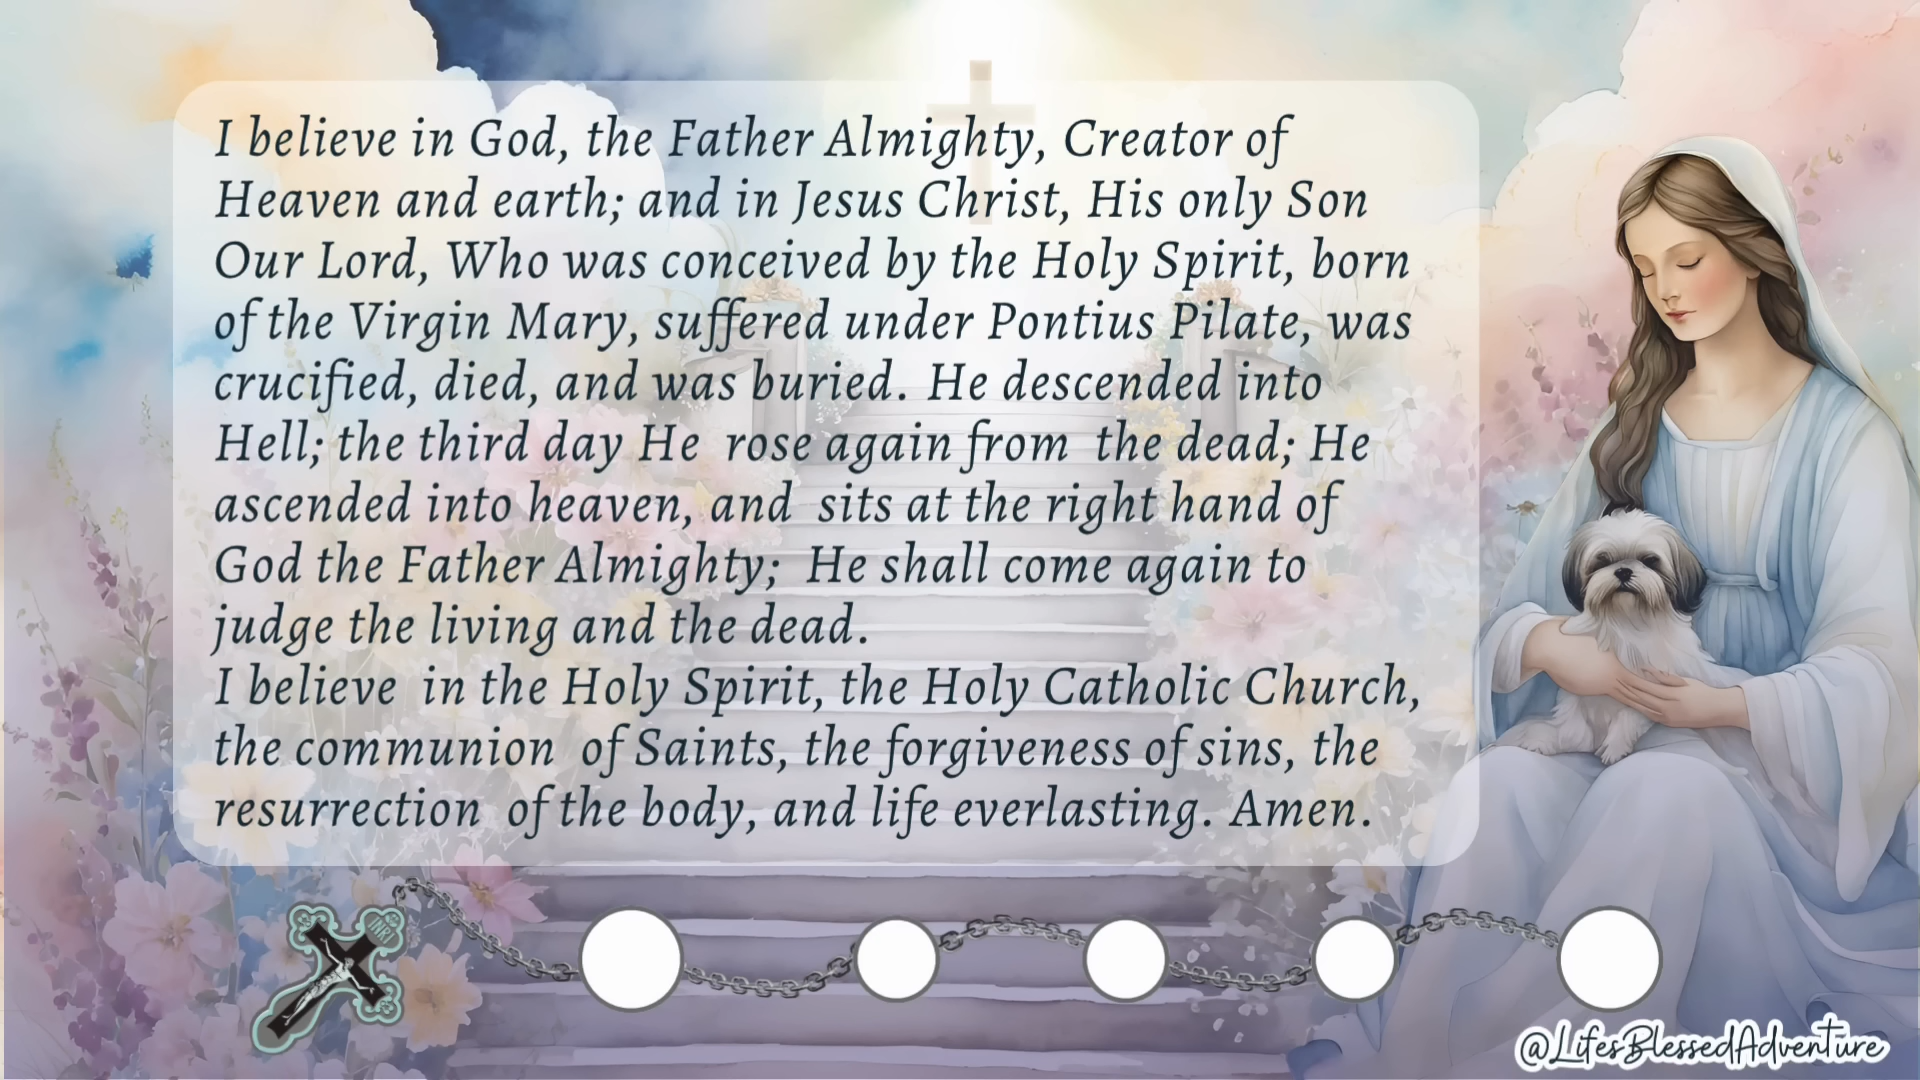 I believe in God, the Father Almighty, Creator of
Heaven and earth; and in Jesus Christ, His only Son
Our Lord, Who was conceived by the Holy Spirit, born
of the Virgin Mary, suffered under Pontius Pilate, was
crucified, died, and was buried. He descended into
Hell; the third day He rose again from the dead; He
ascended into heaven, and sits at the right hand of
God the Father Almighty; He shall come again to
judge the living and the dead.
I believe in the Holy Spirit, the Holy Catholic Church,
the communion of Saints, the forgiveness of sins, the
resurrection of the body, and life everlasting. Amen.
INRI
@LifesBlessedAdventure